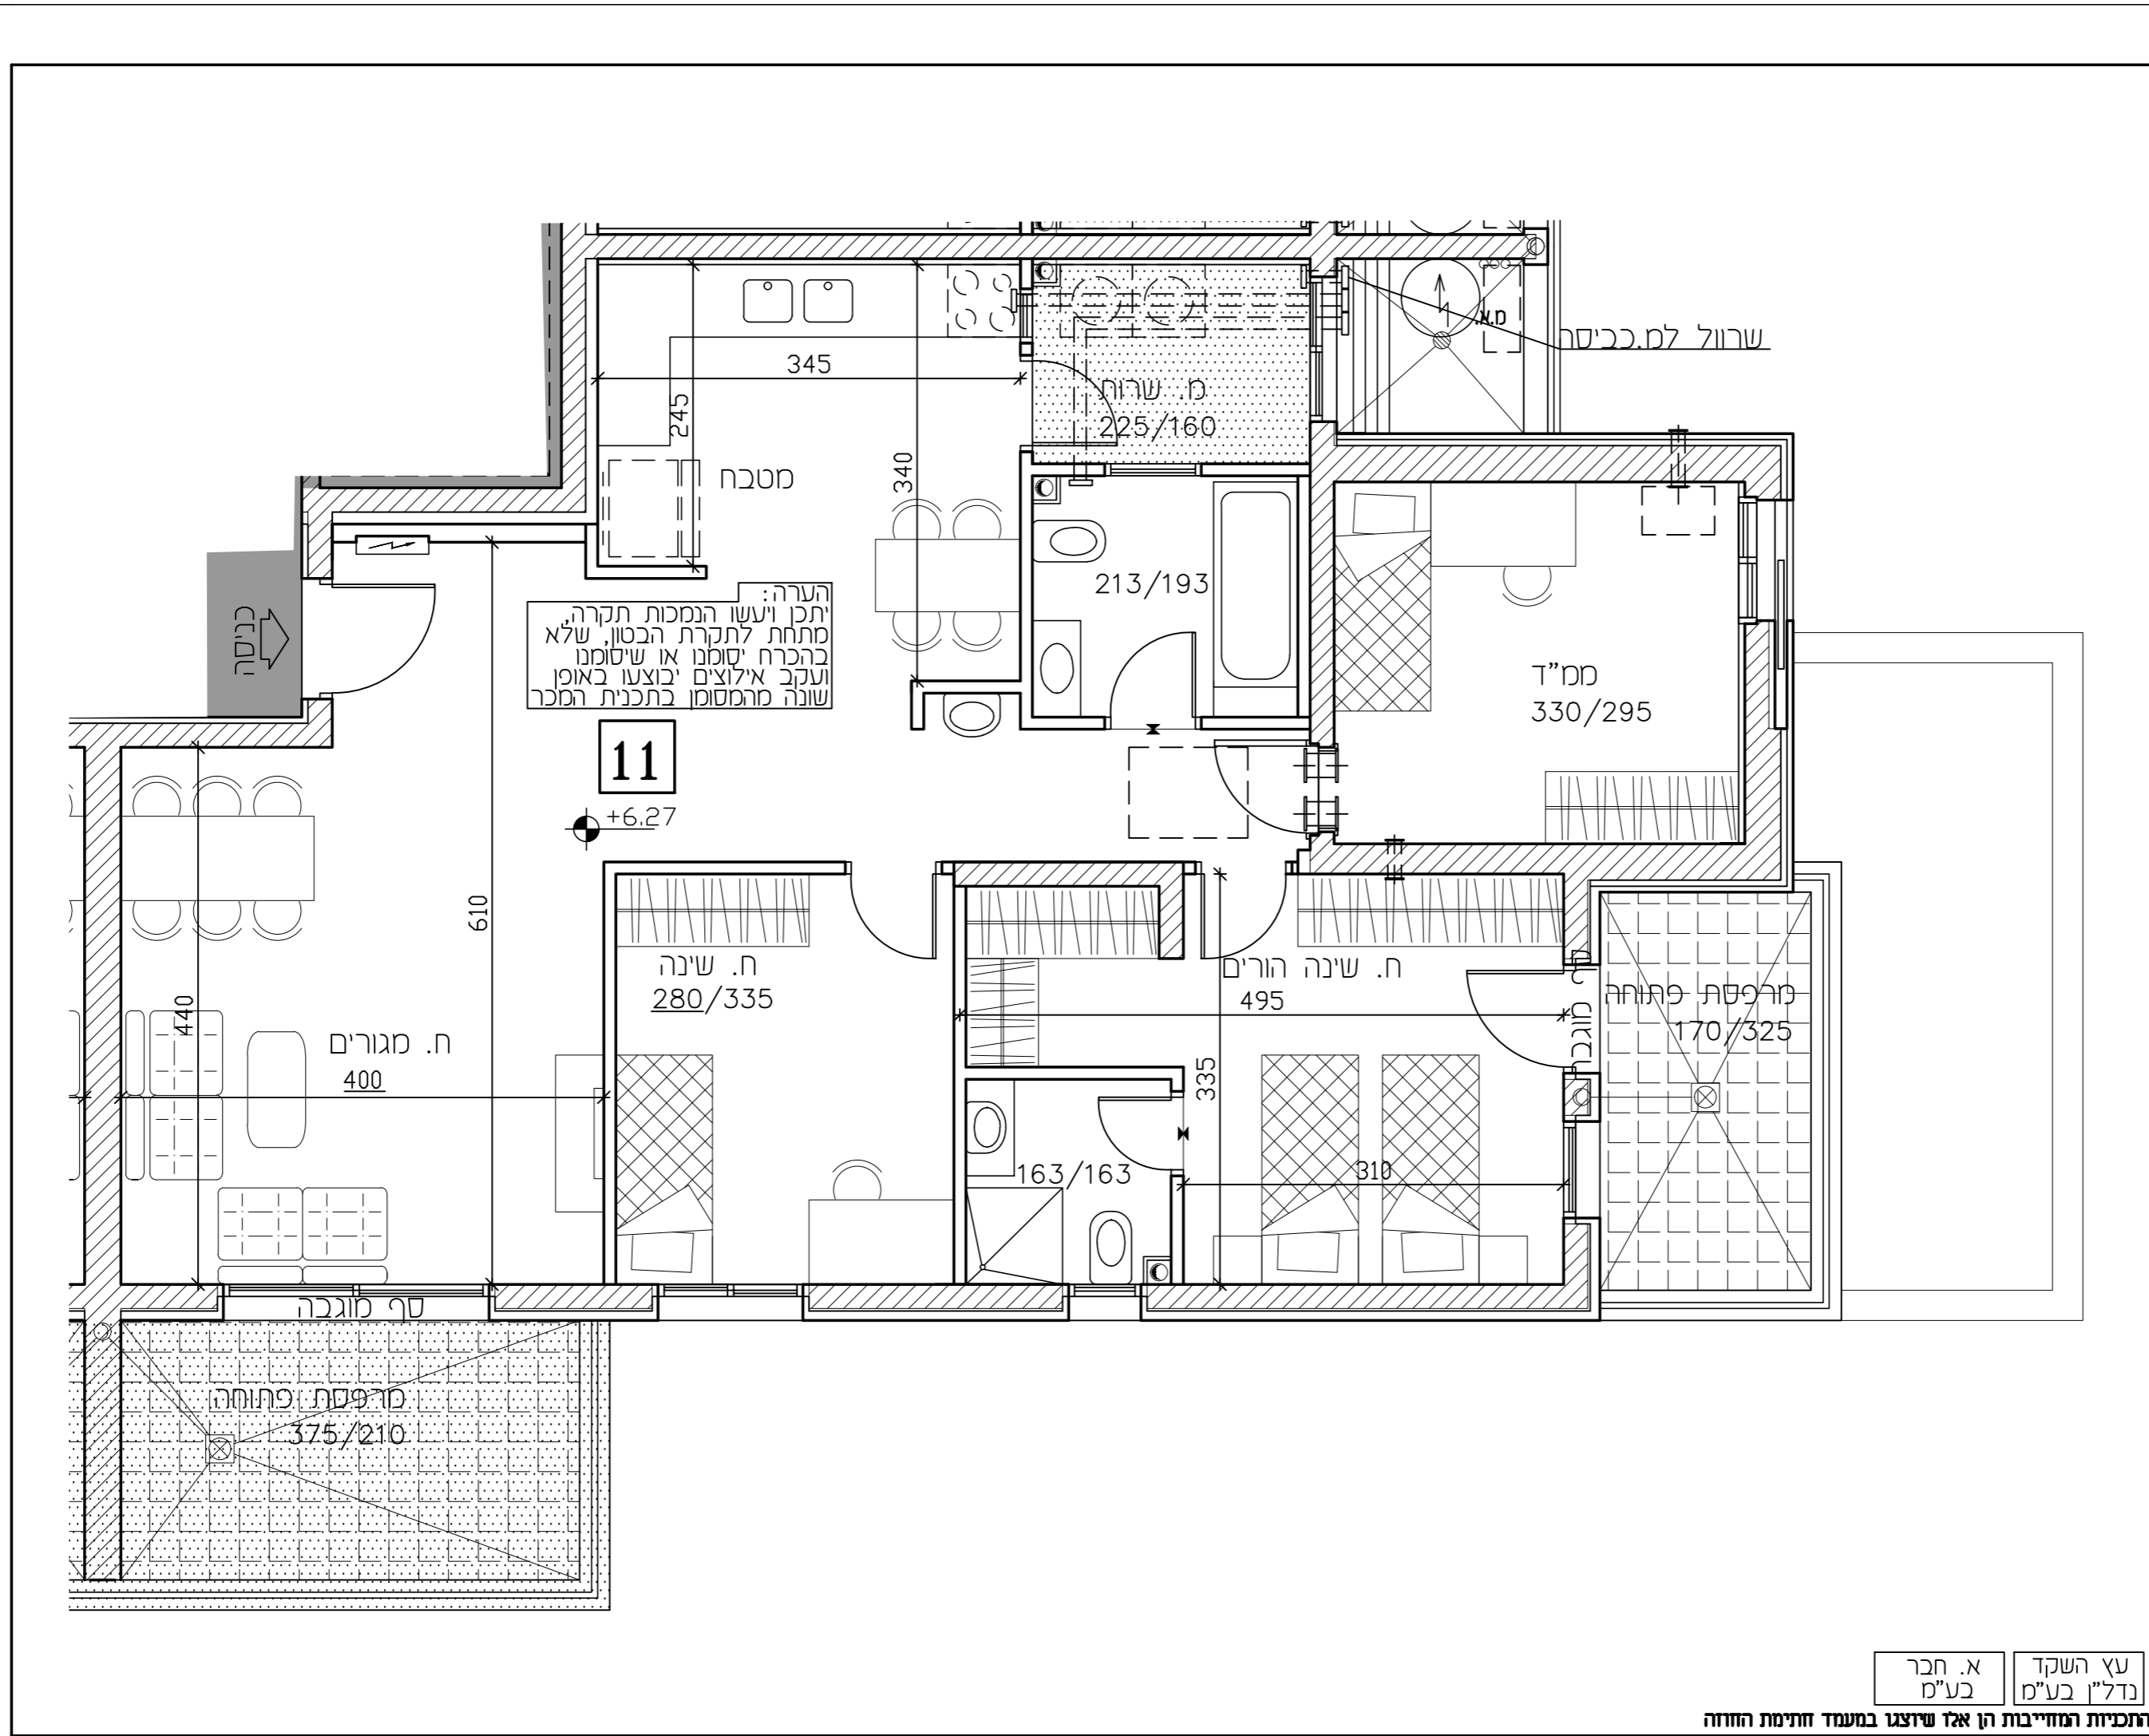 שרוול למ.כביסה
מ.א.
345
245
340
מ. שרות
225/160
מטבח
213/193
ממ"ד
330/295
כניסה
הערה:
יתכן ויעשו הנמכות תקרה,
מתחת לתקרת הבטון, שלא
בהכרח יסומנו או שיסומנו
ועקב אילוצים יבוצעו באופן
שונה מהמסומן בתכנית המכר
11
+6.27
610
440
ח. מגורים
400
ח. שינה
280/335
ח. שינה הורים
495
335
310
163/163
מוגבה
מרפסת פתוחה
170/325
סף מוגבה
מרפסת פתוחה
375/210
עץ השקד
נדל"ן בע"מ
א. חבר
בע"מ
התכניות המחייבות הן אלו שיוצגו במעמד חתימת החוזה